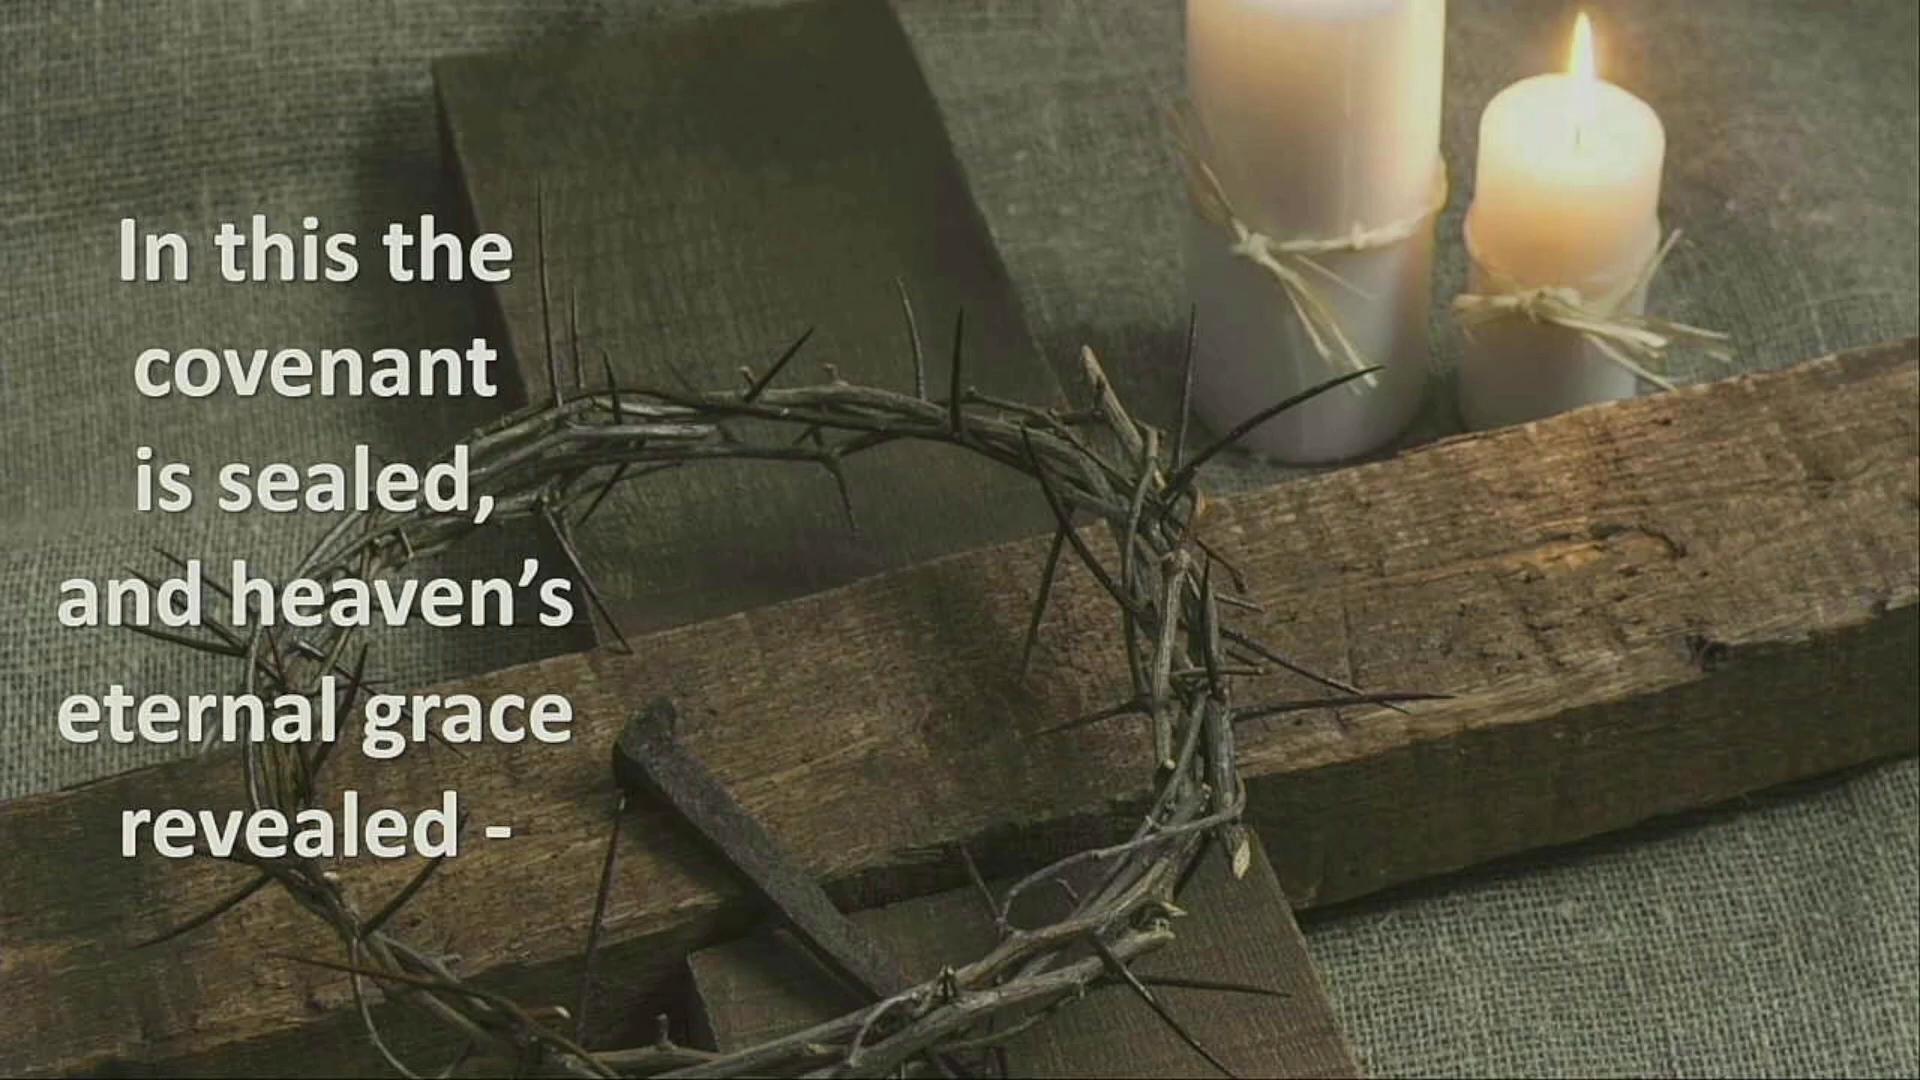 In this the
covenant
is sealed,
and heaven’s
eternal grace
revealed -